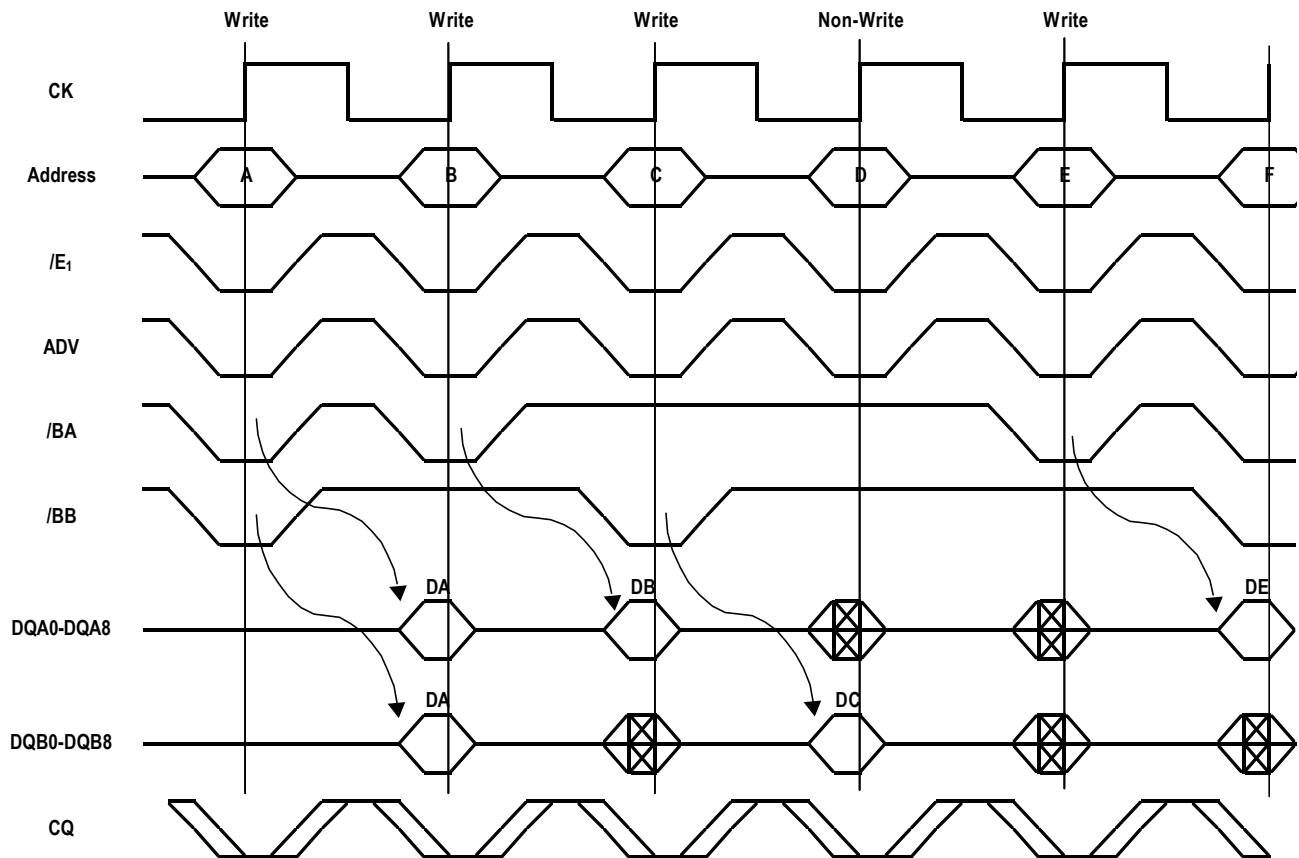 Write Write Write Non-Write Write
CK
Address A B C D E F
/E₁
ADV
/BA
/BB
DA DB DE
DQA0-DQA8
DA DC
DQB0-DQB8
CQ